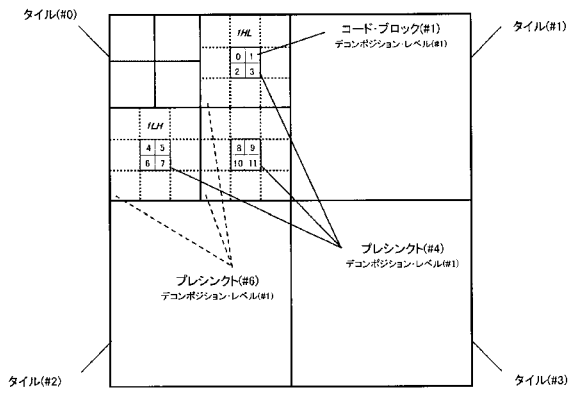 タイル(#0)
1HL
コード・ブロック(#1)
デコンポジション・レベル(#1)
タイル(#1)
0 1
2 3
1LH
4 5
6 7
8 9
10 11
プレシンクト(#4)
デコンポジション・レベル(#1)
プレシンクト(#6)
デコンポジション・レベル(#1)
タイル(#2)
タイル(#3)